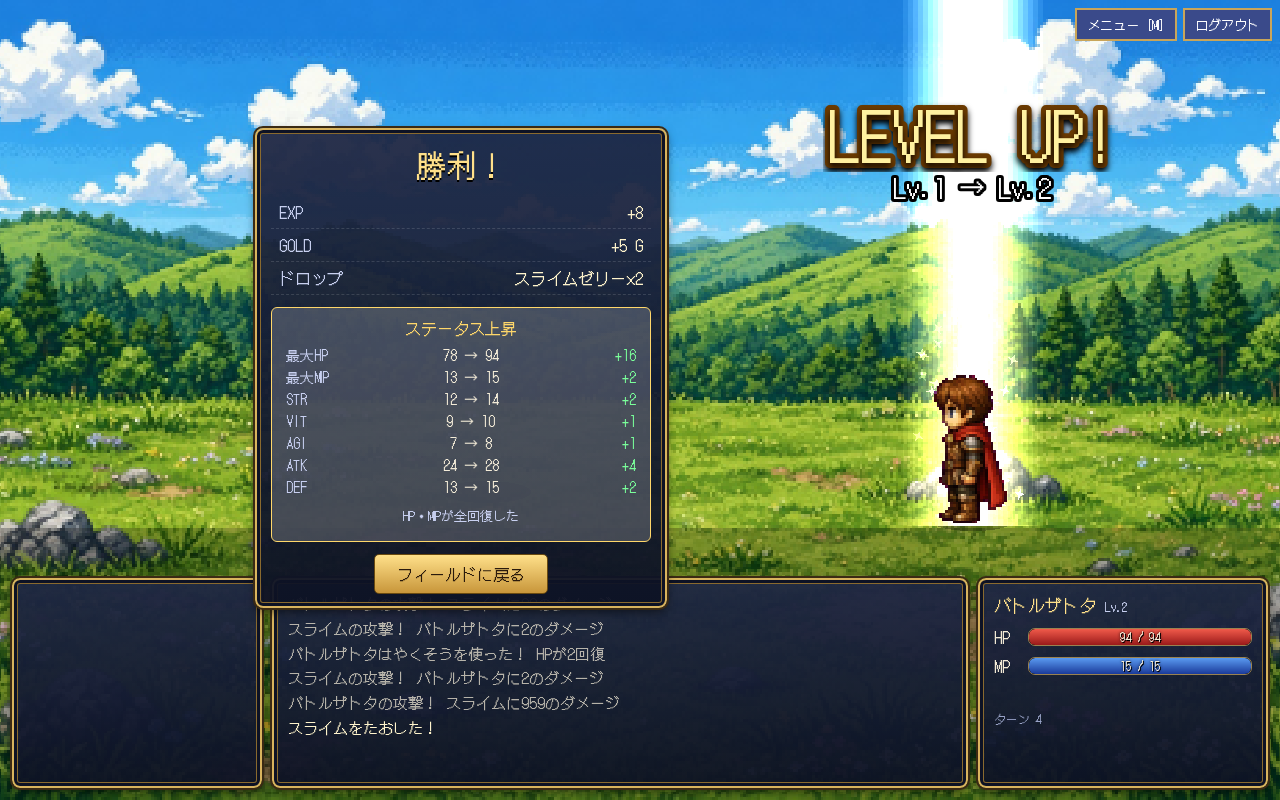 メニュー [M]
ログアウト
LEVEL UP!
Lv.1 → Lv.2
勝利！
EXP +8
GOLD +5 G
ドロップ スライムゼリー×2
ステータス上昇
最大HP 78 → 94 +16
最大MP 13 → 15 +2
STR 12 → 14 +2
VIT 9 → 10 +1
AGI 7 → 8 +1
ATK 24 → 28 +4
DEF 13 → 15 +2
HP・MPが全回復した
フィールドに戻る
スライムの攻撃！ バトルザトタに2のダメージ
バトルザトタはやくそうを使った！ HPが2回復
スライムの攻撃！ バトルザトタに2のダメージ
バトルザトタの攻撃！ スライムに959のダメージ
スライムをたおした！
バトルザトタ Lv.2
HP 94 / 94
MP 15 / 15
ターン 4